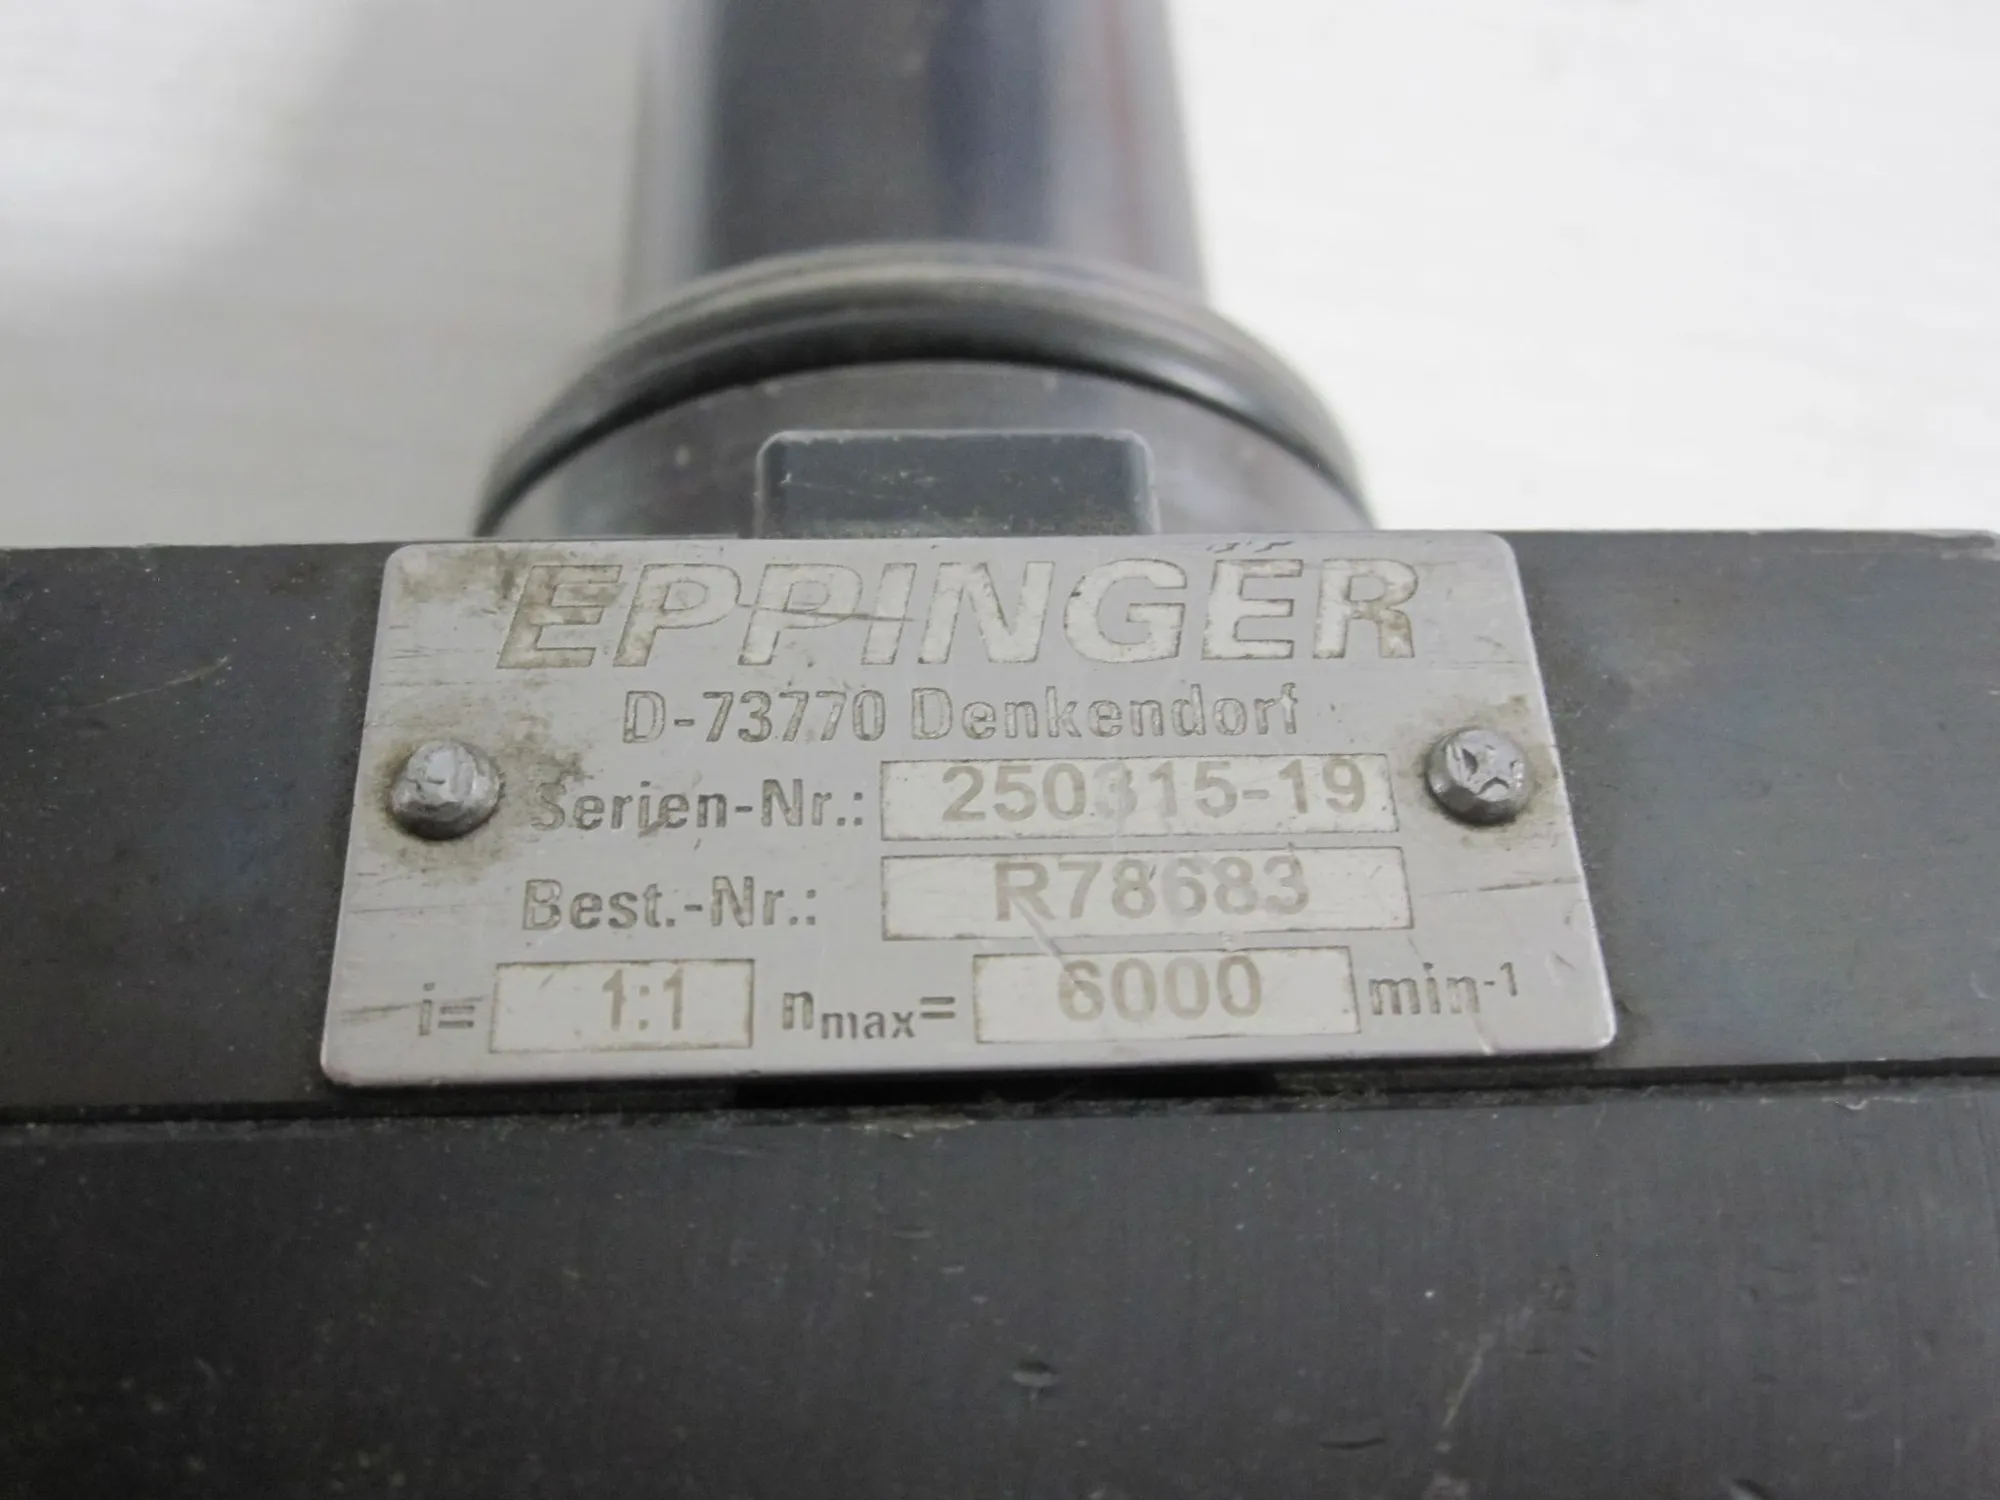 EPPINGER
D-73770 Denkendorf
Serien-Nr.: 250315-19
Best.-Nr.: R78683
i= 1:1 nmax= 6000 min-1